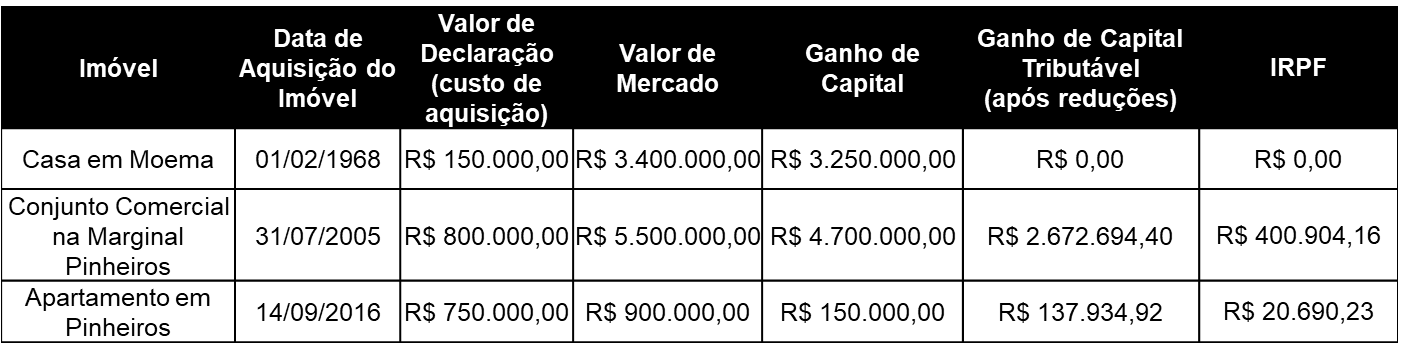 Imóvel
Data de
Aquisição do
Imóvel
Valor de
Declaração
(custo de
aquisição)
Valor de
Mercado
Ganho de
Capital
Ganho de Capital
Tributável
(após reduções)
IRPF
Casa em Moema
01/02/1968
R$ 150.000,00
R$ 3.400.000,00
R$ 3.250.000,00
R$ 0,00
R$ 0,00
Conjunto Comercial
na Marginal
Pinheiros
31/07/2005
R$ 800.000,00
R$ 5.500.000,00
R$ 4.700.000,00
R$ 2.672.694,40
R$ 400.904,16
Apartamento em
Pinheiros
14/09/2016
R$ 750.000,00
R$ 900.000,00
R$ 150.000,00
R$ 137.934,92
R$ 20.690,23